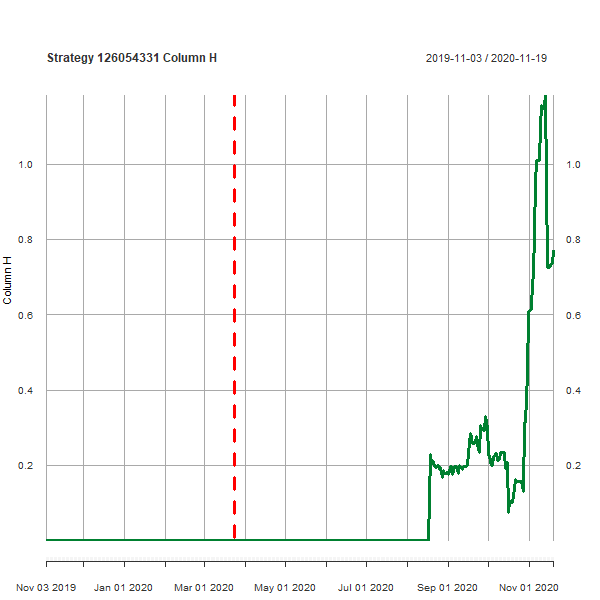 Strategy 126054331 Column H
2019-11-03 / 2020-11-19
1.0
1.0
0.8
0.8
0.6
0.6
0.4
0.4
0.2
0.2
Column H
Nov 03 2019
Jan 01 2020
Mar 01 2020
May 01 2020
Jul 01 2020
Sep 01 2020
Nov 01 2020